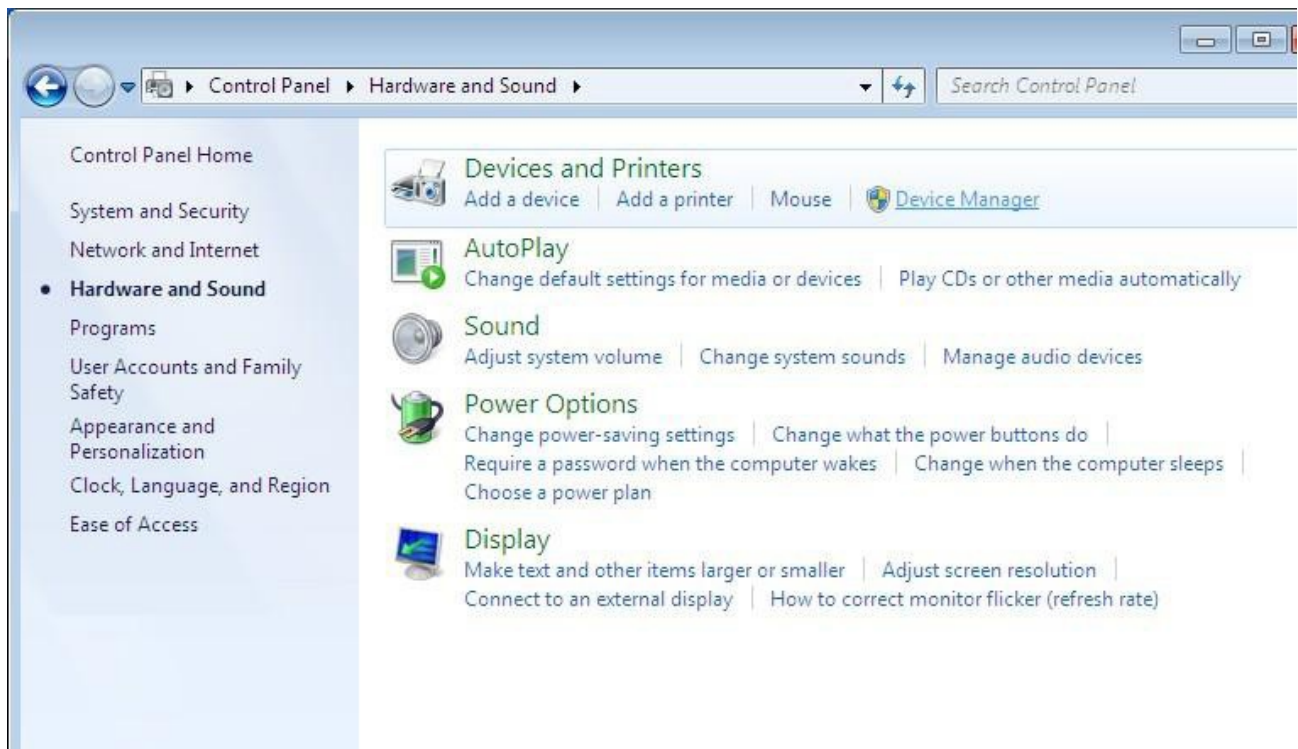 Control Panel Hardware and Sound Search Control Panel
Control Panel Home
System and Security
Network and Internet
Hardware and Sound
Programs
User Accounts and Family
Safety
Appearance and
Personalization
Clock, Language, and Region
Ease of Access
Devices and Printers
Add a device Add a printer Mouse Device Manager
AutoPlay
Change default settings for media or devices Play CDs or other media automatically
Sound
Adjust system volume Change system sounds Manage audio devices
Power Options
Change power-saving settings Change what the power buttons do
Require a password when the computer wakes Change when the computer sleeps
Choose a power plan
Display
Make text and other items larger or smaller Adjust screen resolution
Connect to an external display How to correct monitor flicker (refresh rate)